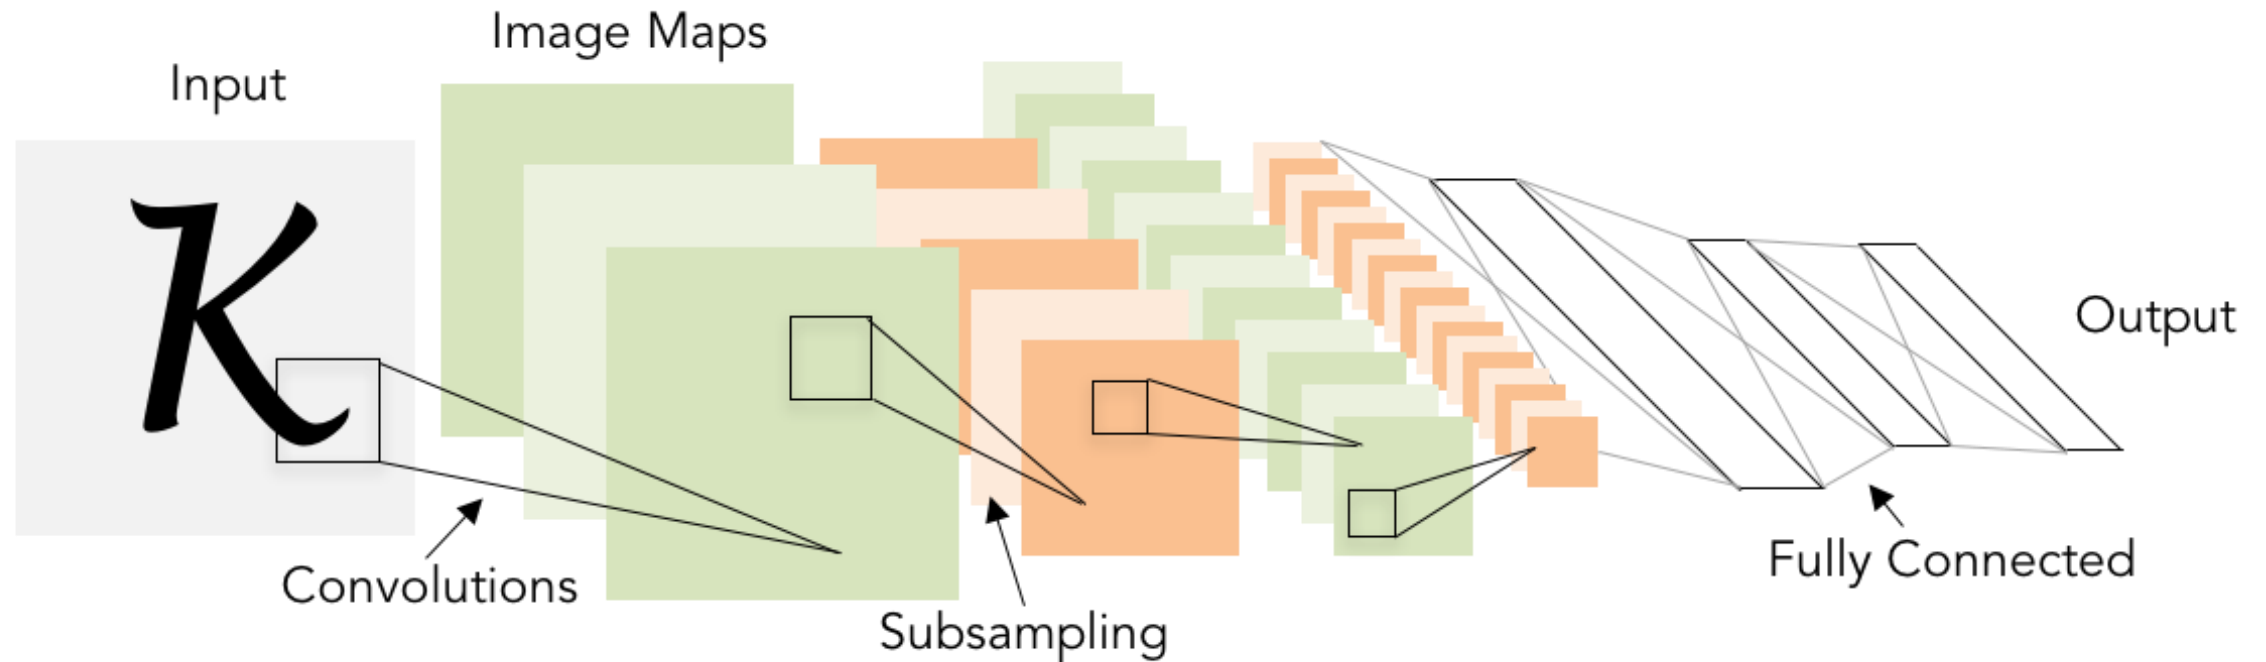 Image Maps
Input
K
Output
Convolutions
Fully Connected
Subsampling